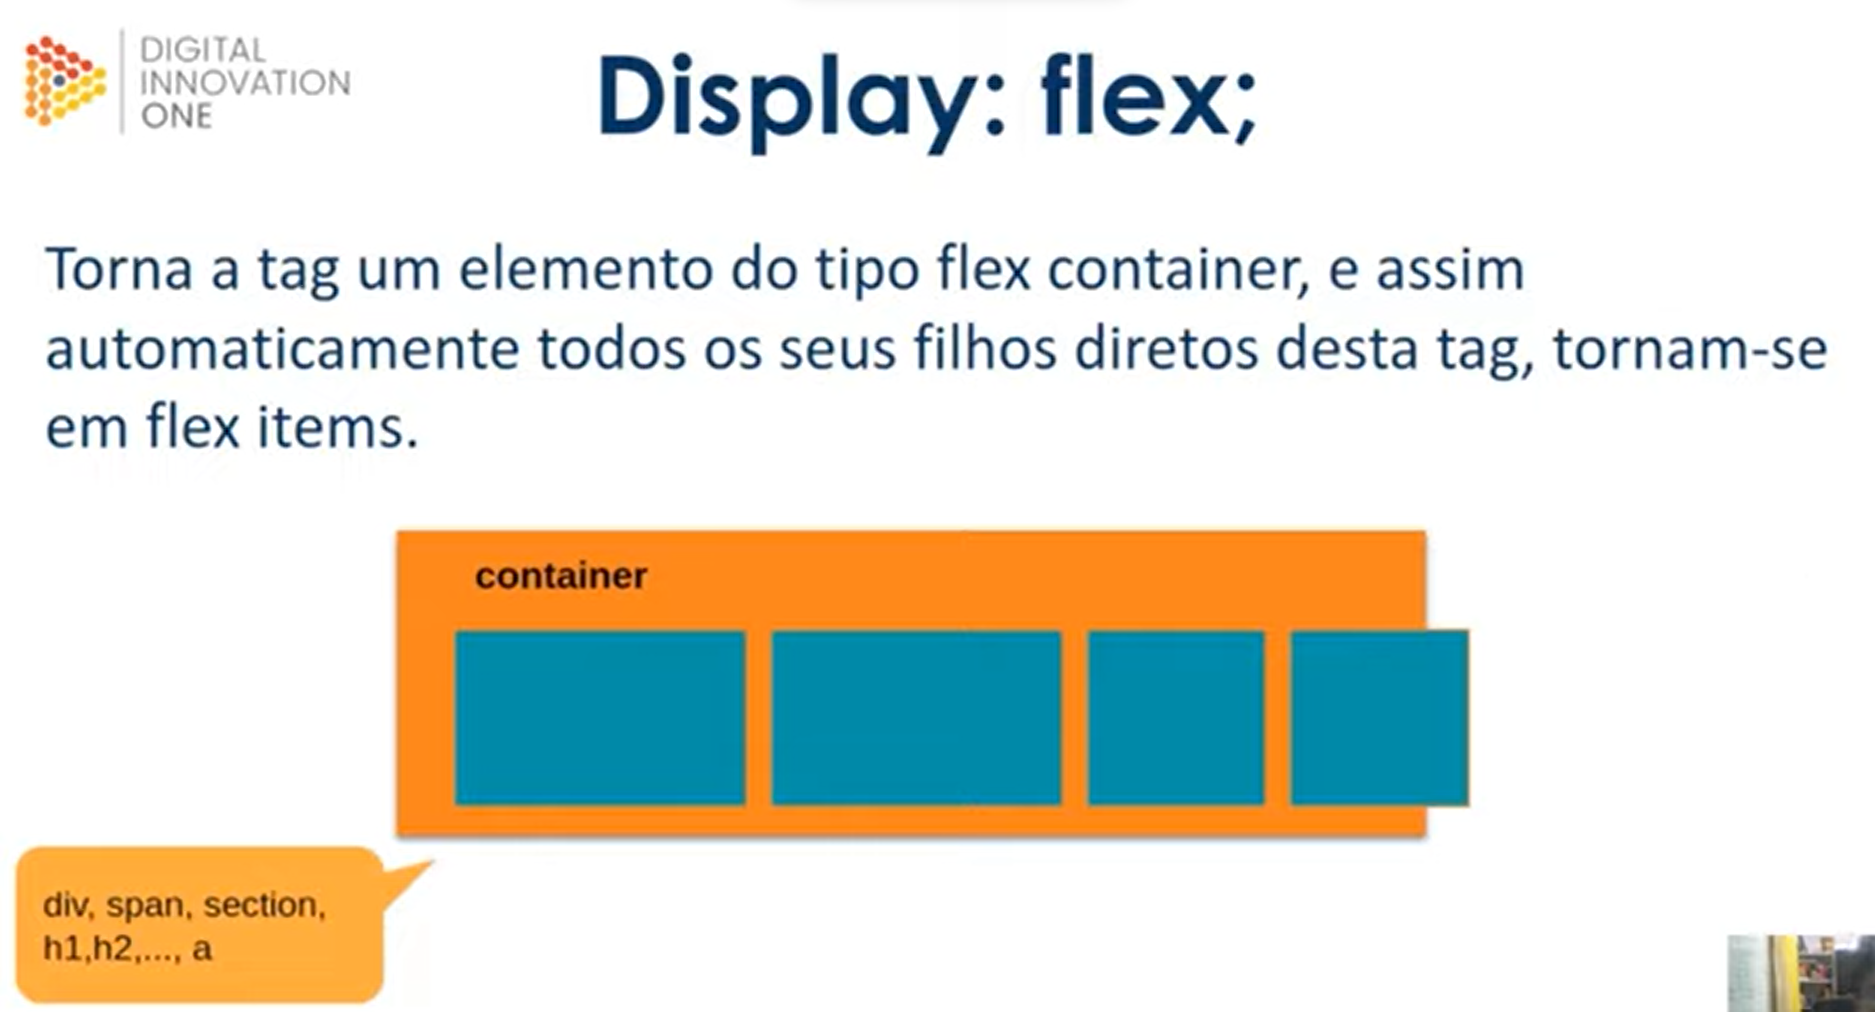 DIGITAL
INNOVATION
ONE
Display: flex;
Torna a tag um elemento do tipo flex container, e assim
automaticamente todos os seus filhos diretos desta tag, tornam-se
em flex items.
container
div, span, section,
h1,h2,..., a